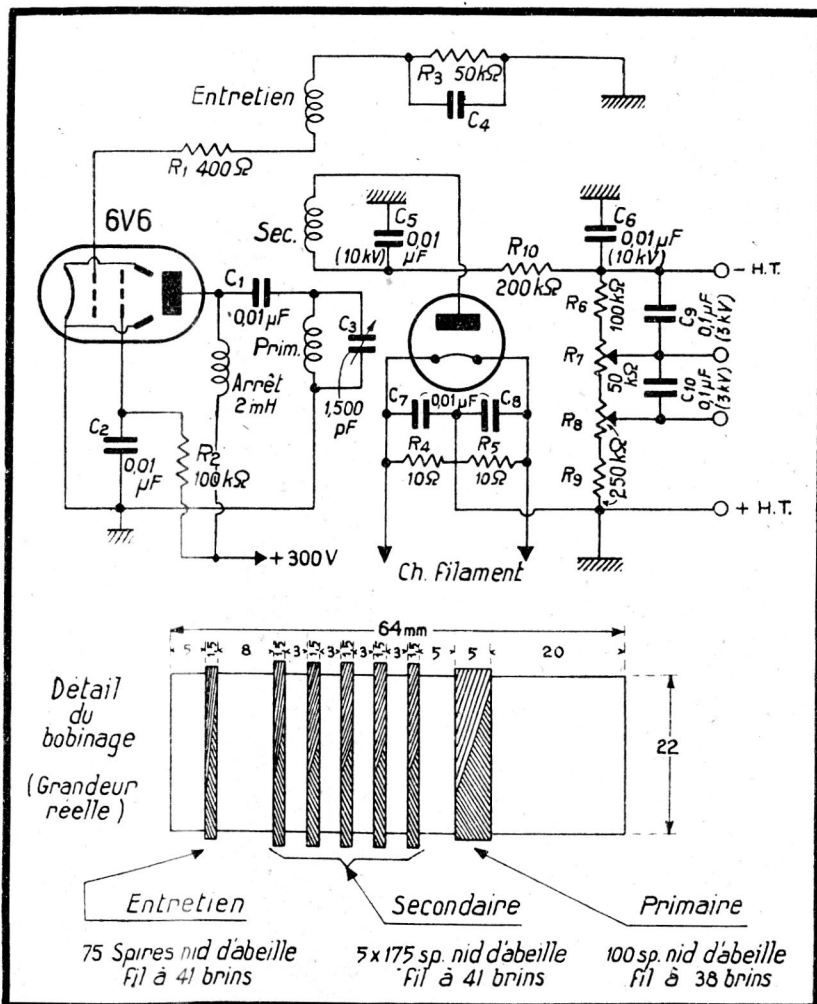 R3 50kΩ
C4
Entretien
R1 400Ω
6V6
Sec.
C5
0,01
µF
(10kV)
C6
0,01µF
(10kV)
R10
200kΩ
- H.T.
C1
0,01µF
Prim.
C3
1,500
pF
Arrêt
2mH
C2
0,01
µF
R2
100kΩ
+300V
C7
0,01µF
C8
R4
10Ω
R5
10Ω
Ch. Filament
R6
100kΩ
R7
50
kΩ
R8
R9
250kΩ
C9
0,1µF
(3kV)
C10
0,1µF
(3kV)
+ H.T.
64mm
5 1,5 8 1,5 3 1,5 3 1,5 3 1,5 3 1,5 5 5 20
22
Détail
du
bobinage
(Grandeur
réelle)
Entretien
75 Spires nid d'abeille
fil à 41 brins
Secondaire
5x175 sp. nid d'abeille
fil à 41 brins
Primaire
100 sp. nid d'abeille
fil à 38 brins